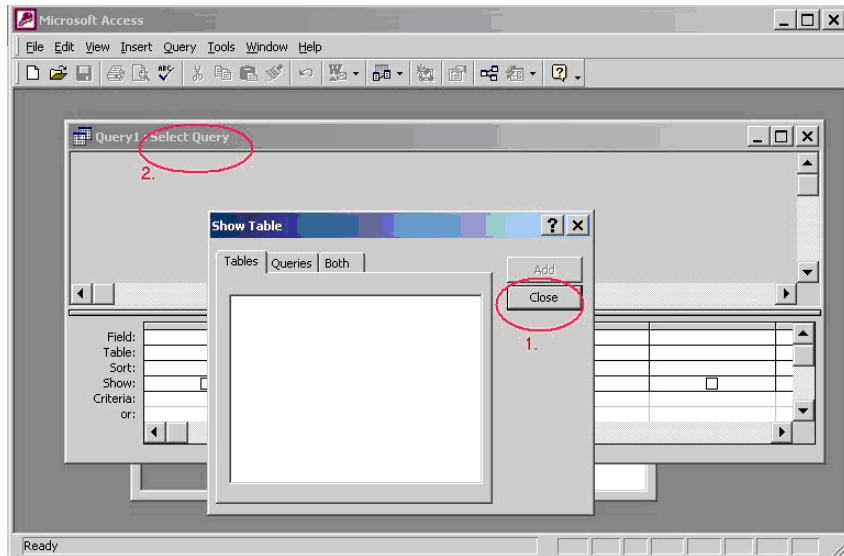 Microsoft Access
File Edit View Insert Query Tools Window Help
ABC
Query1 : Select Query
2.
Show Table
Tables Queries Both
Add
Close
1.
Field:
Table:
Sort:
Show:
Criteria:
or:
Ready